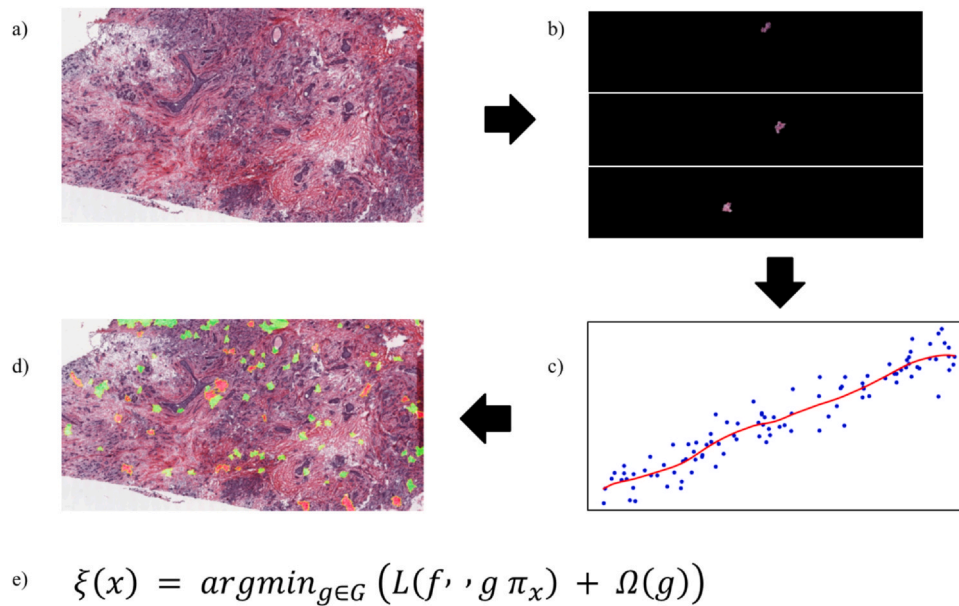 a)
b)
d)
c)
e) ξ(x) = argmin_{g∈G} (L(f, , g π_x) + Ω(g))